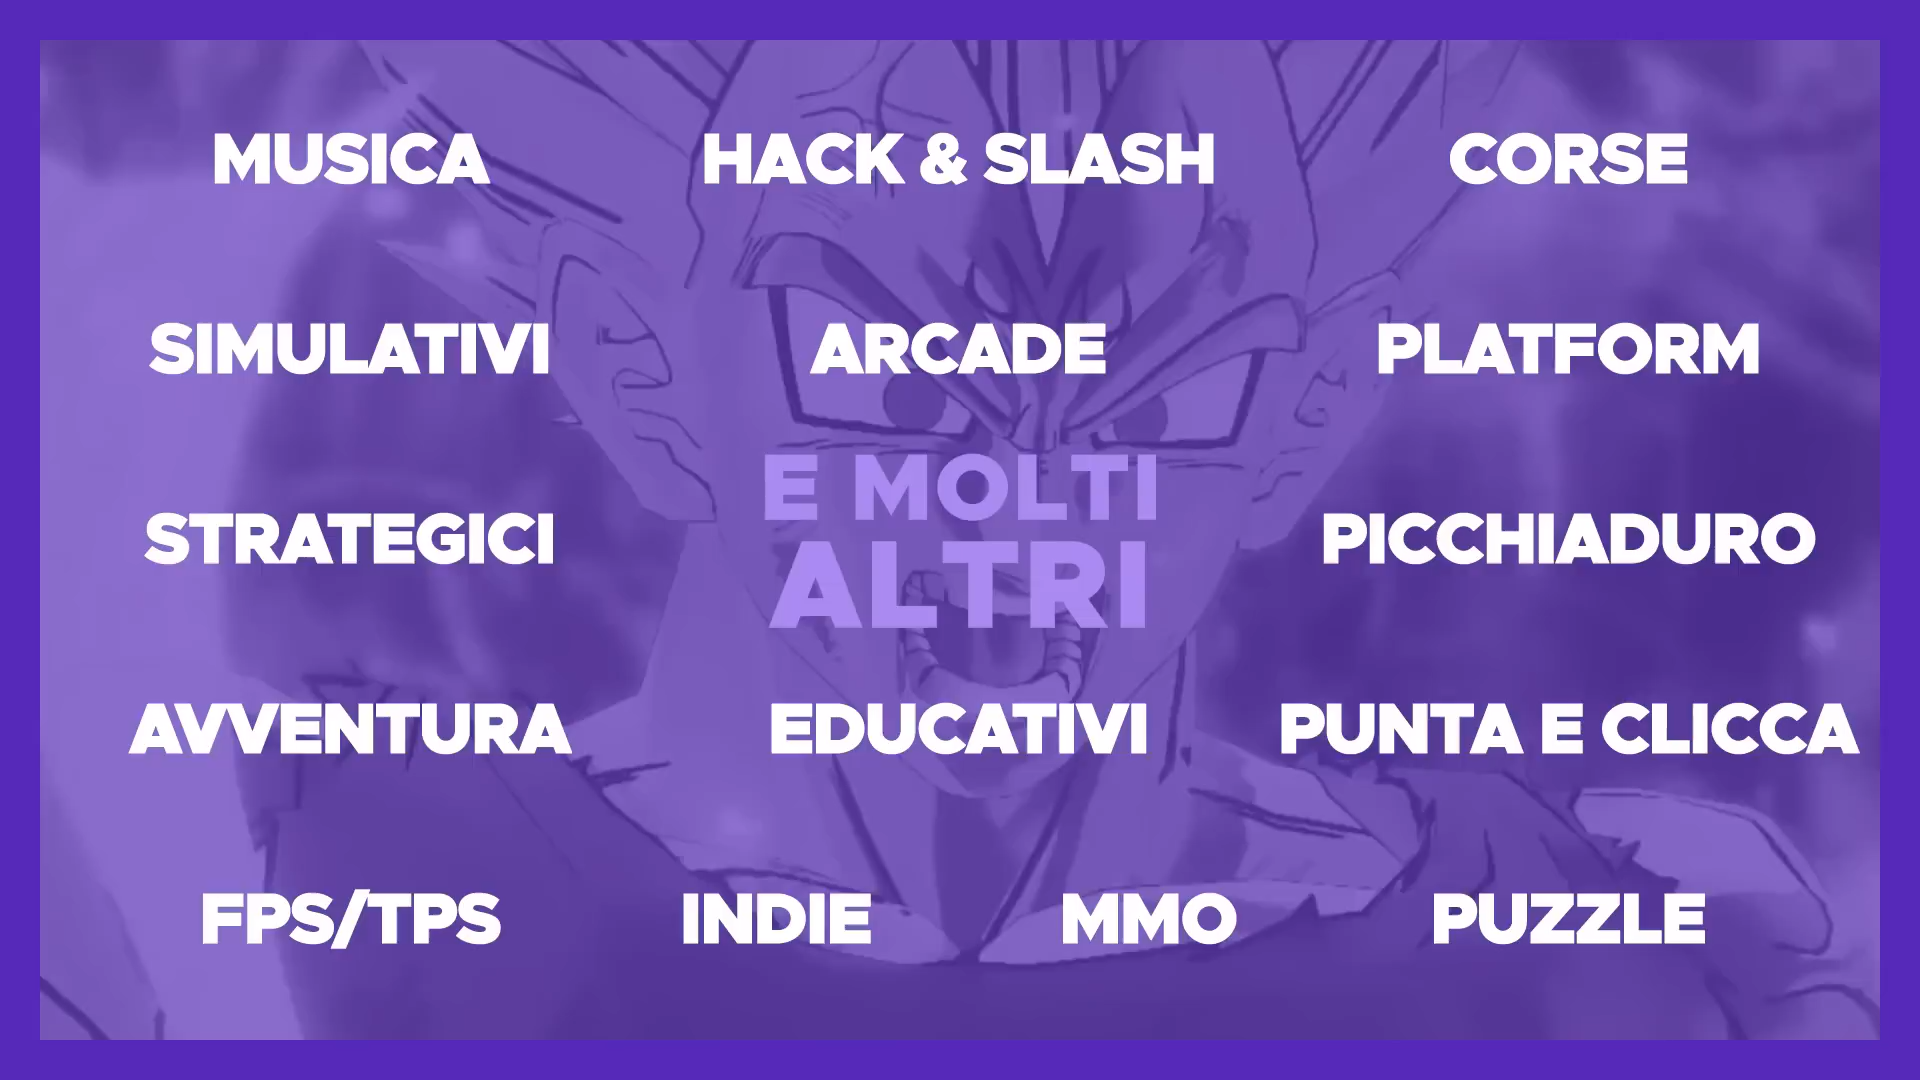 MUSICA
HACK & SLASH
CORSE
SIMULATIVI
ARCADE
PLATFORM
E MOLTI
ALTRI
STRATEGICI
PICCHIADURO
AVVENTURA
EDUCATIVI
PUNTA E CLICCA
FPS/TPS
INDIE
MMO
PUZZLE